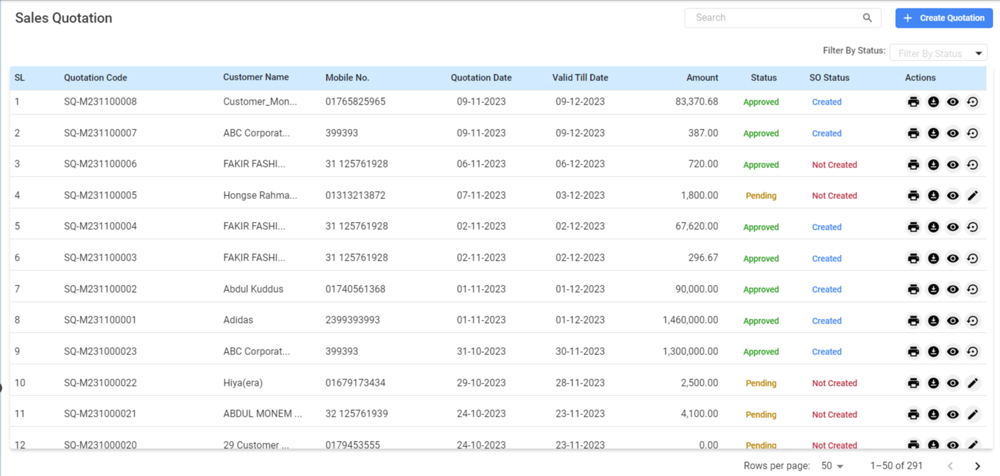 Sales Quotation
Search
Create Quotation
Filter By Status: Filter By Status
SL Quotation Code Customer Name Mobile No. Quotation Date Valid Till Date Amount Status SO Status Actions
1 SQ-M231100008 Customer_Mon... 01765825965 09-11-2023 09-12-2023 83,370.68 Approved Created
2 SQ-M231100007 ABC Corporat... 399393 09-11-2023 09-12-2023 387.00 Approved Created
3 SQ-M231100006 FAKIR FASHI... 31 125761928 06-11-2023 06-12-2023 720.00 Approved Not Created
4 SQ-M231100005 Hongse Rahma... 01313213872 07-11-2023 03-12-2023 1,800.00 Pending Not Created
5 SQ-M231100004 FAKIR FASHI... 31 125761928 02-11-2023 02-12-2023 67,620.00 Approved Created
6 SQ-M231100003 FAKIR FASHI... 31 125761928 02-11-2023 02-12-2023 296.67 Approved Created
7 SQ-M231100002 Abdul Kuddus 01740561368 01-11-2023 01-12-2023 90,000.00 Approved Created
8 SQ-M231100001 Adidas 2399393993 01-11-2023 01-12-2023 1,460,000.00 Approved Created
9 SQ-M231000023 ABC Corporat... 399393 31-10-2023 30-11-2023 1,300,000.00 Approved Created
10 SQ-M231000022 Hiya(era) 01679173434 29-10-2023 28-11-2023 2,500.00 Pending Not Created
11 SQ-M231000021 ABDUL MONEM ... 32 125761939 24-10-2023 23-11-2023 4,100.00 Pending Not Created
12 SQ-M231000020 29 Customer ... 0179453555 24-10-2023 23-11-2023 0.00 Pending Not Created
Rows per page: 50 1–50 of 291